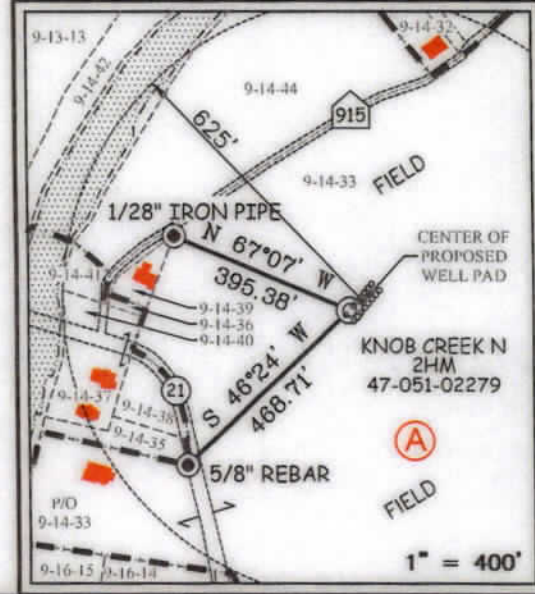 9-13-13
9-14-42
9-14-44
9-14-32
625'
915
9-14-33
FIELD
1/28" IRON PIPE
N 67°07' W
395.38'
CENTER OF
PROPOSED
WELL PAD
9-14-41
9-14-39
9-14-36
9-14-40
KNOB CREEK N
2HM
47-051-02279
S 46°24' W
468.71'
21
9-14-37
9-14-38
9-14-35
A
5/8" REBAR
FIELD
P/O
9-14-33
9-16-15
9-16-14
1" = 400'